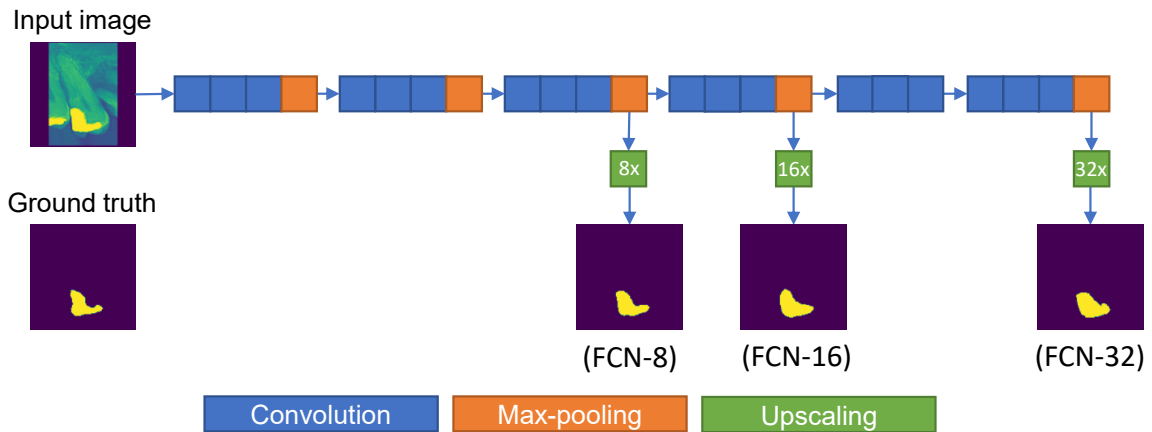 Input image
8x
16x
32x
Ground truth
(FCN-8)
(FCN-16)
(FCN-32)
Convolution
Max-pooling
Upscaling